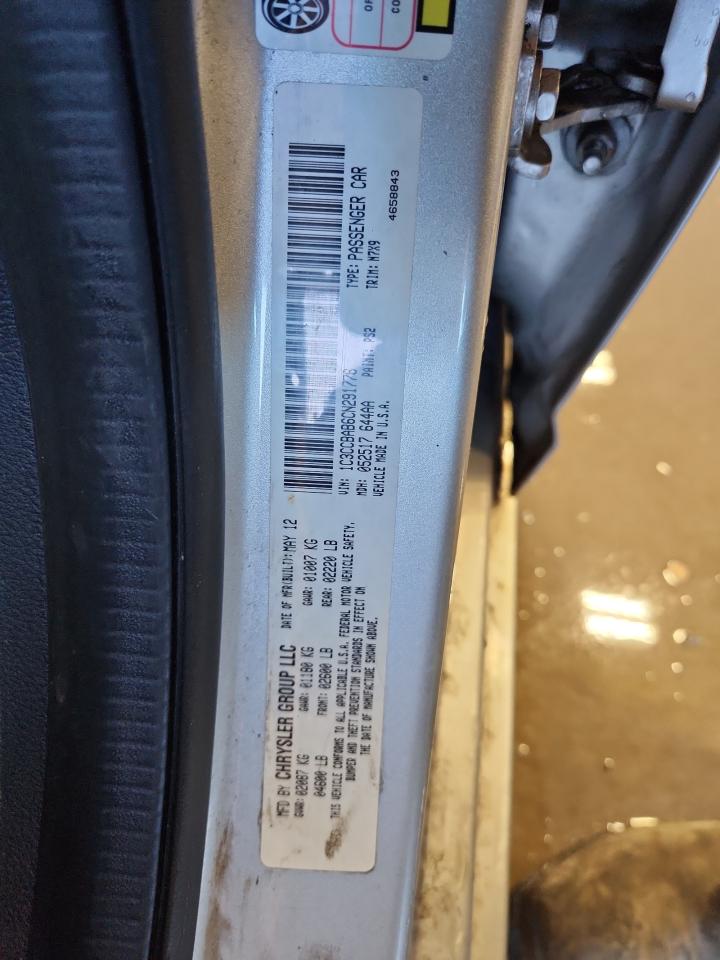 OF
CO
MFD BY CHRYSLER GROUP LLC DATE OF MFR(BUILT): MAY 12
GVWR: 02087 KG GAWR: 01180 KG GAWR: 01007 KG
04600 LB FRONT: 02600 LB REAR: 02220 LB
THIS VEHICLE CONFORMS TO ALL APPLICABLE U.S.A. FEDERAL MOTOR VEHICLE SAFETY,
BUMPER AND THEFT PREVENTION STANDARDS IN EFFECT ON
THE DATE OF MANUFACTURE SHOWN ABOVE.
VIN: 1C3CCBAB6CN291776 TYPE: PASSENGER CAR
MDH: 052517 644AA PAINT: PS2 TRIM: M7X9
VEHICLE MADE IN U.S.A.
4658843